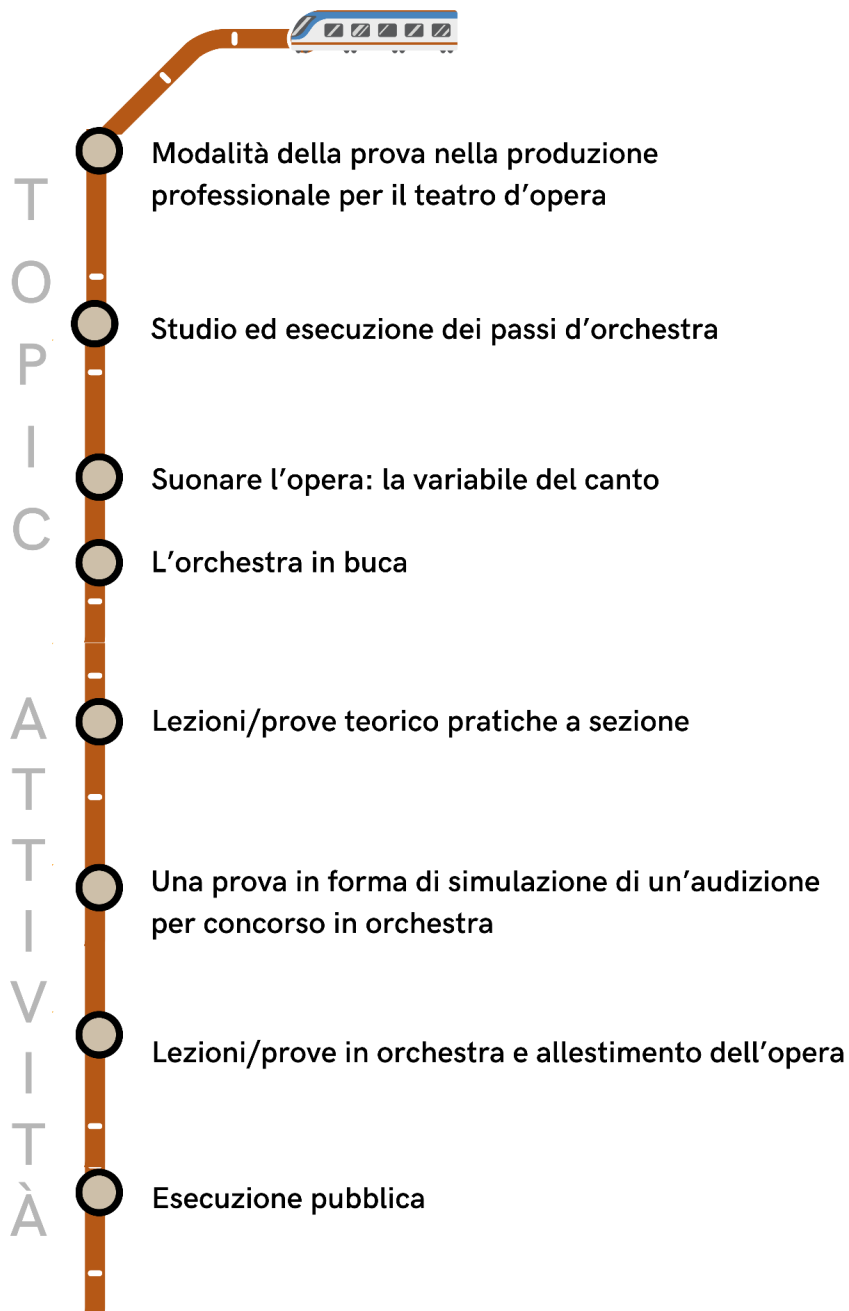 TOPIC
Modalità della prova nella produzione
professionale per il teatro d’opera
Studio ed esecuzione dei passi d’orchestra
Suonare l’opera: la variabile del canto
L’orchestra in buca
ATTIVITÀ
Lezioni/prove teorico pratiche a sezione
Una prova in forma di simulazione di un’audizione
per concorso in orchestra
Lezioni/prove in orchestra e allestimento dell’opera
Esecuzione pubblica